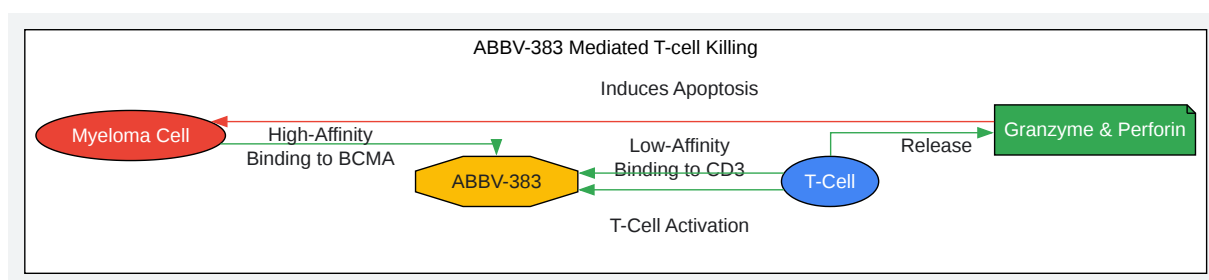 ABBV-383 Mediated T-cell Killing
Induces Apoptosis
Myeloma Cell
High-Affinity
Binding to BCMA
ABBV-383
Low-Affinity
Binding to CD3
T-Cell Activation
T-Cell
Release
Granzyme & Perforin